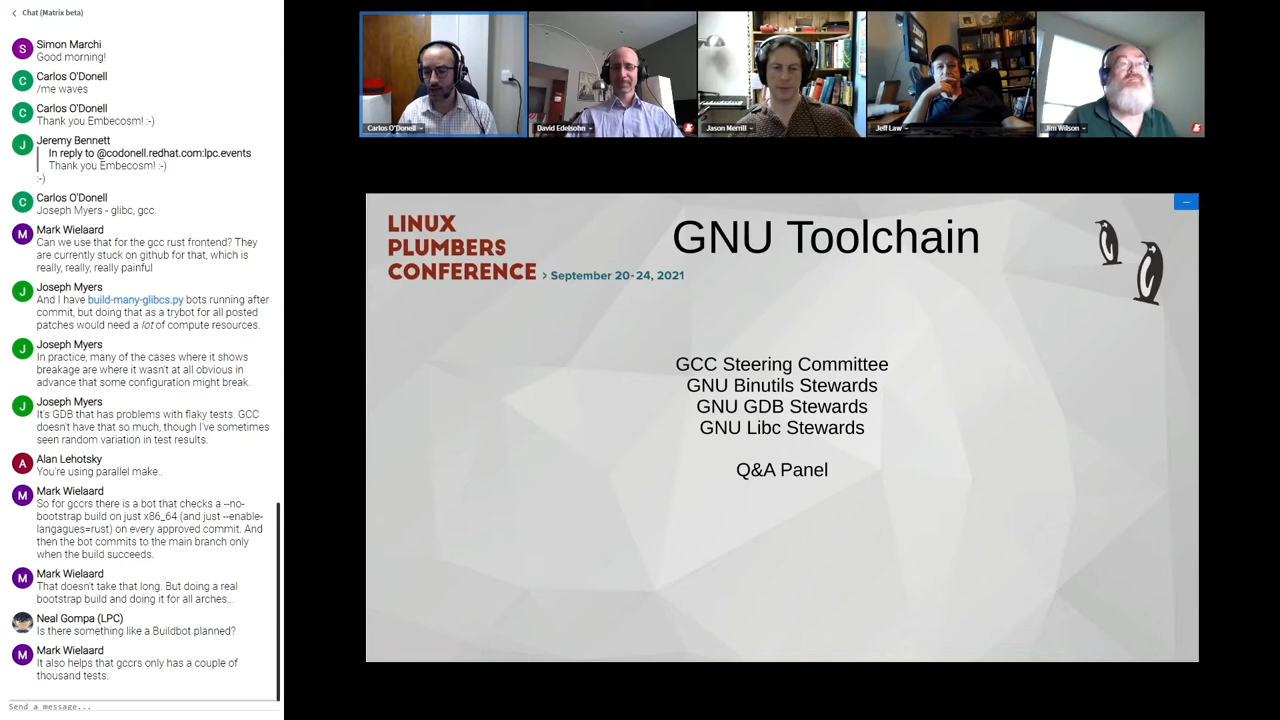 Chat (Matrix beta)
S
Simon Marchi
Good morning!
C
Carlos O'Donell
/me waves
C
Carlos O'Donell
Thank you Embecosm! :-)
J
Jeremy Bennett
In reply to @codonell.redhat.com:lpc.events
Thank you Embecosm! :-)
:-)
C
Carlos O'Donell
Joseph Myers - glibc, gcc.
M
Mark Wielaard
Can we use that for the gcc rust frontend? They
are currently stuck on github for that, which is
really, really, really painful
J
Joseph Myers
And I have build-many-glibcs.py bots running after
commit, but doing that as a trybot for all posted
patches would need a lot of compute resources.
J
Joseph Myers
In practice, many of the cases where it shows
breakage are where it wasn't at all obvious in
advance that some configuration might break.
J
Joseph Myers
It's GDB that has problems with flaky tests. GCC
doesn't have that so much, though I've sometimes
seen random variation in test results.
A
Alan Lehotsky
You're using parallel make..
M
Mark Wielaard
So for gccrs there is a bot that checks a --no-
bootstrap build on just x86_64 (and just --enable-
langagues=rust) on every approved commit. And
then the bot commits to the main branch only
when the build succeeds.
M
Mark Wielaard
That doesn't take that long. But doing a real
bootstrap build and doing it for all arches...
Neal Gompa (LPC)
Is there something like a Buildbot planned?
M
Mark Wielaard
It also helps that gccrs only has a couple of
thousand tests.
Send a message...
Carlos O'Donell
David Edelsohn
Jason Merrill
Jeff Law
Jim Wilson
LINUX
PLUMBERS
CONFERENCE > September 20-24, 2021
GNU Toolchain
GCC Steering Committee
GNU Binutils Stewards
GNU GDB Stewards
GNU Libc Stewards
Q&A Panel